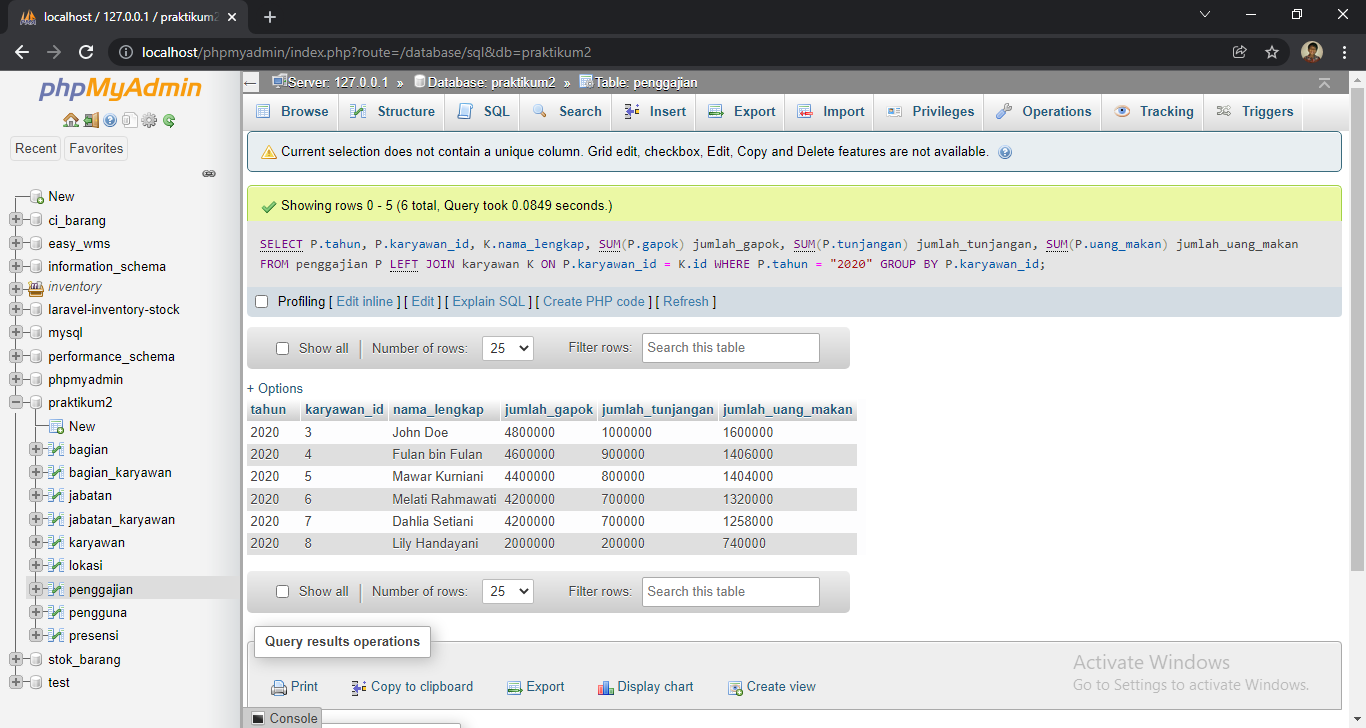 localhost / 127.0.0.1 / praktikum2
localhost/phpmyadmin/index.php?route=/database/sql&db=praktikum2
phpMyAdmin
Recent Favorites
New
ci_barang
easy_wms
information_schema
inventory
laravel-inventory-stock
mysql
performance_schema
phpmyadmin
praktikum2
New
bagian
bagian_karyawan
jabatan
jabatan_karyawan
karyawan
lokasi
penggajian
pengguna
presensi
stok_barang
test
Server: 127.0.0.1 » Database: praktikum2 » Table: penggajian
Browse Structure SQL Search Insert Export Import Privileges Operations Tracking Triggers
Current selection does not contain a unique column. Grid edit, checkbox, Edit, Copy and Delete features are not available.
Showing rows 0 - 5 (6 total, Query took 0.0849 seconds.)
SELECT P.tahun, P.karyawan_id, K.nama_lengkap, SUM(P.gapok) jumlah_gapok, SUM(P.tunjangan) jumlah_tunjangan, SUM(P.uang_makan) jumlah_uang_makan
FROM penggajian P LEFT JOIN karyawan K ON P.karyawan_id = K.id WHERE P.tahun = "2020" GROUP BY P.karyawan_id;
Profiling [ Edit inline ] [ Edit ] [ Explain SQL ] [ Create PHP code ] [ Refresh ]
Show all Number of rows: 25 Filter rows: Search this table
+ Options
tahun karyawan_id nama_lengkap jumlah_gapok jumlah_tunjangan jumlah_uang_makan
2020 3 John Doe 4800000 1000000 1600000
2020 4 Fulan bin Fulan 4600000 900000 1406000
2020 5 Mawar Kurniani 4400000 800000 1404000
2020 6 Melati Rahmawati 4200000 700000 1320000
2020 7 Dahlia Setiani 4200000 700000 1258000
2020 8 Lily Handayani 2000000 200000 740000
Show all Number of rows: 25 Filter rows: Search this table
Query results operations
Print Copy to clipboard Export Display chart Create view
Console
Activate Windows
Go to Settings to activate Windows.